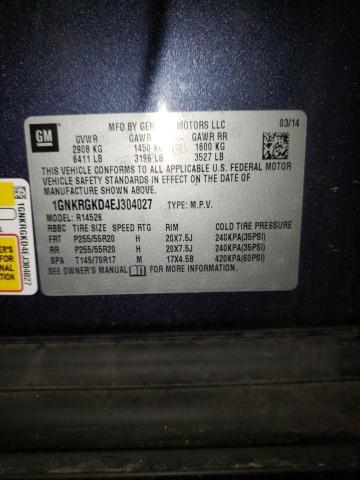 GM
MFD BY GENERAL MOTORS LLC 03/14
GVWR GAWR GAWR RR
2908 KG 1450 KG 1600 KG
6411 LB 3196 LB 3527 LB
THIS VEHICLE CONFORMS TO ALL APPLICABLE U.S. FEDERAL MOTOR
VEHICLE SAFETY STANDARDS IN EFFECT ON THE DATE OF
MANUFACTURE SHOWN ABOVE.
1GNKRGKD4EJ304027 TYPE: M.P.V.
MODEL: R14526
RBBC TIRE SIZE SPEED RTG RIM COLD TIRE PRESSURE
FRT P255/55R20 H 20X7.5J 240KPA(35PSI)
RR P255/55R20 H 20X7.5J 240KPA(35PSI)
SPA T145/70R17 M 17X4.5B 420KPA(60PSI)
SEE OWNER'S MANUAL FOR MORE INFORMATION.
1GNKRGKD4EJ304027